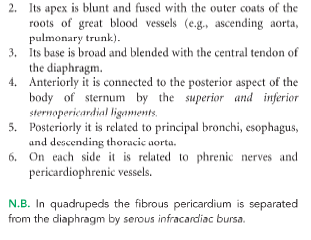 2. Its apex is blunt and fused with the outer coats of the
roots of great blood vessels (e.g., ascending aorta,
pulmonary trunk).
3. Its base is broad and blended with the central tendon of
the diaphragm.
4. Anteriorly it is connected to the posterior aspect of the
body of sternum by the superior and inferior
sternopericardial ligaments.
5. Posteriorly it is related to principal bronchi, esophagus,
and descending thoracic aorta.
6. On each side it is related to phrenic nerves and
pericardiophrenic vessels.
N.B. In quadrupeds the fibrous pericardium is separated
from the diaphragm by serous infracardiac bursa.